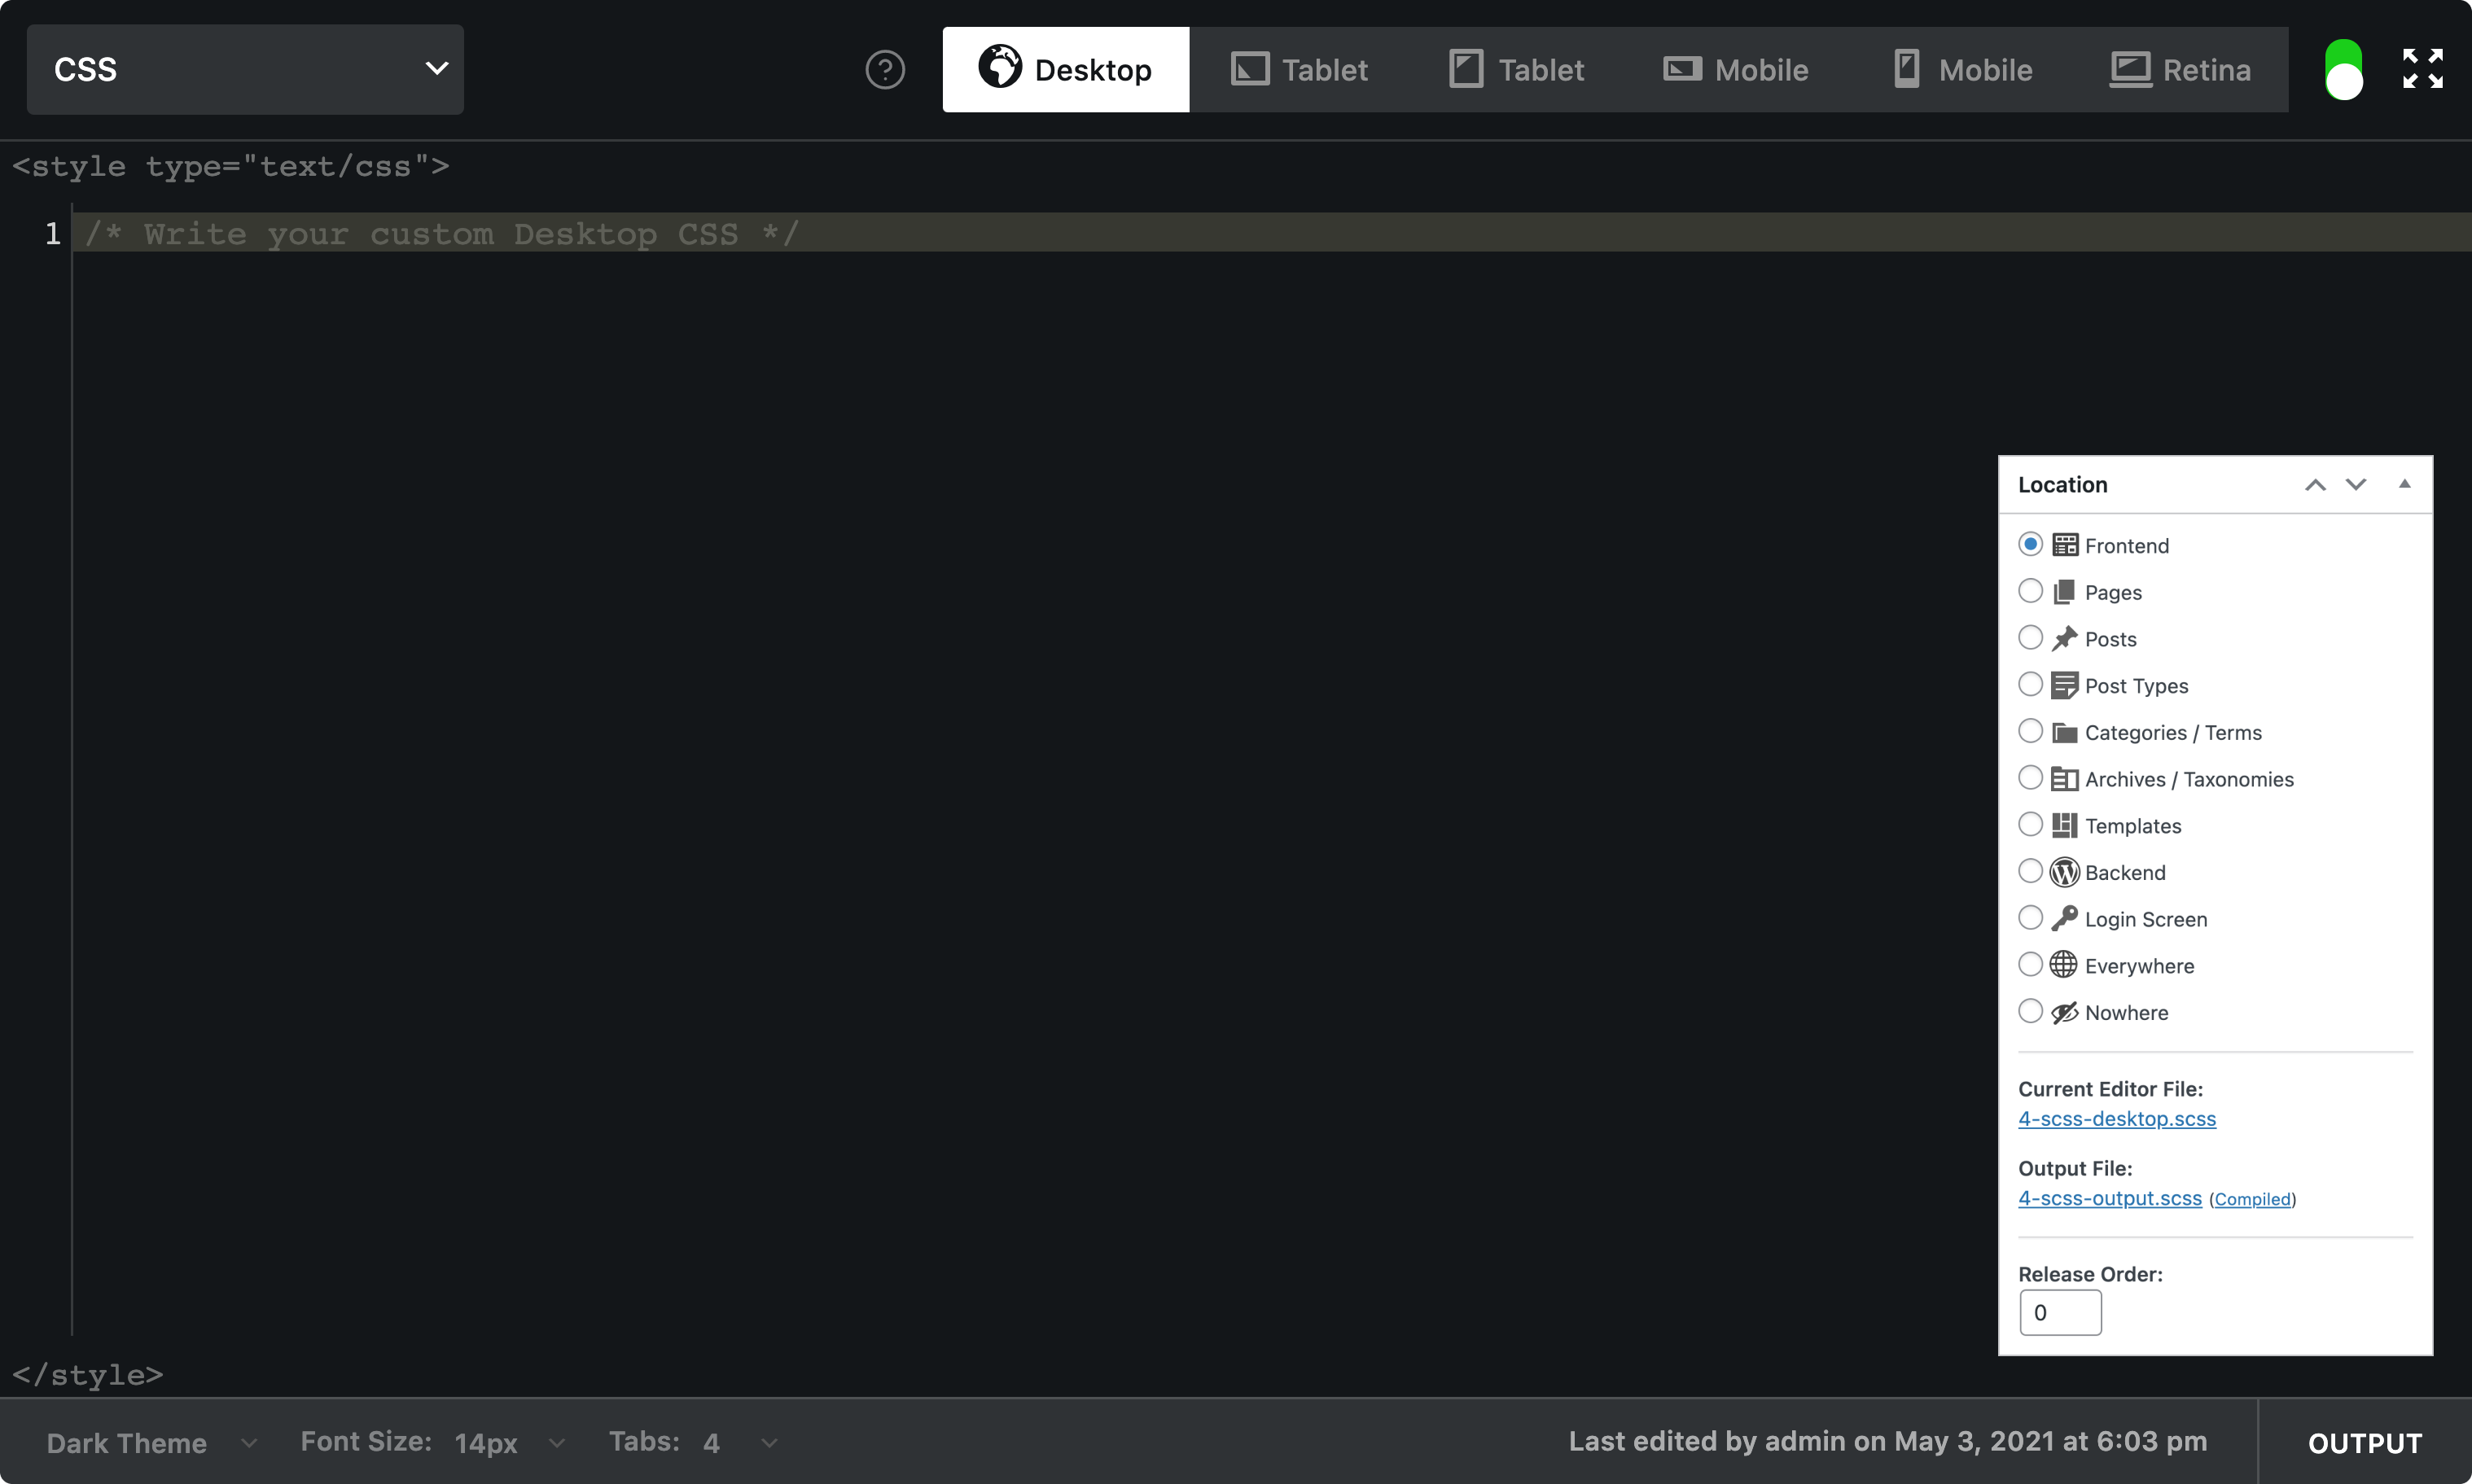 CSS
? Desktop Tablet Tablet Mobile Mobile Retina
<style type="text/css">
1 /* Write your custom Desktop CSS */
Location
Frontend
Pages
Posts
Post Types
Categories / Terms
Archives / Taxonomies
Templates
Backend
Login Screen
Everywhere
Nowhere
Current Editor File:
4-scss-desktop.scss
Output File:
4-scss-output.scss (Compiled)
Release Order:
0
</style>
Dark Theme Font Size: 14px Tabs: 4 Last edited by admin on May 3, 2021 at 6:03 pm OUTPUT